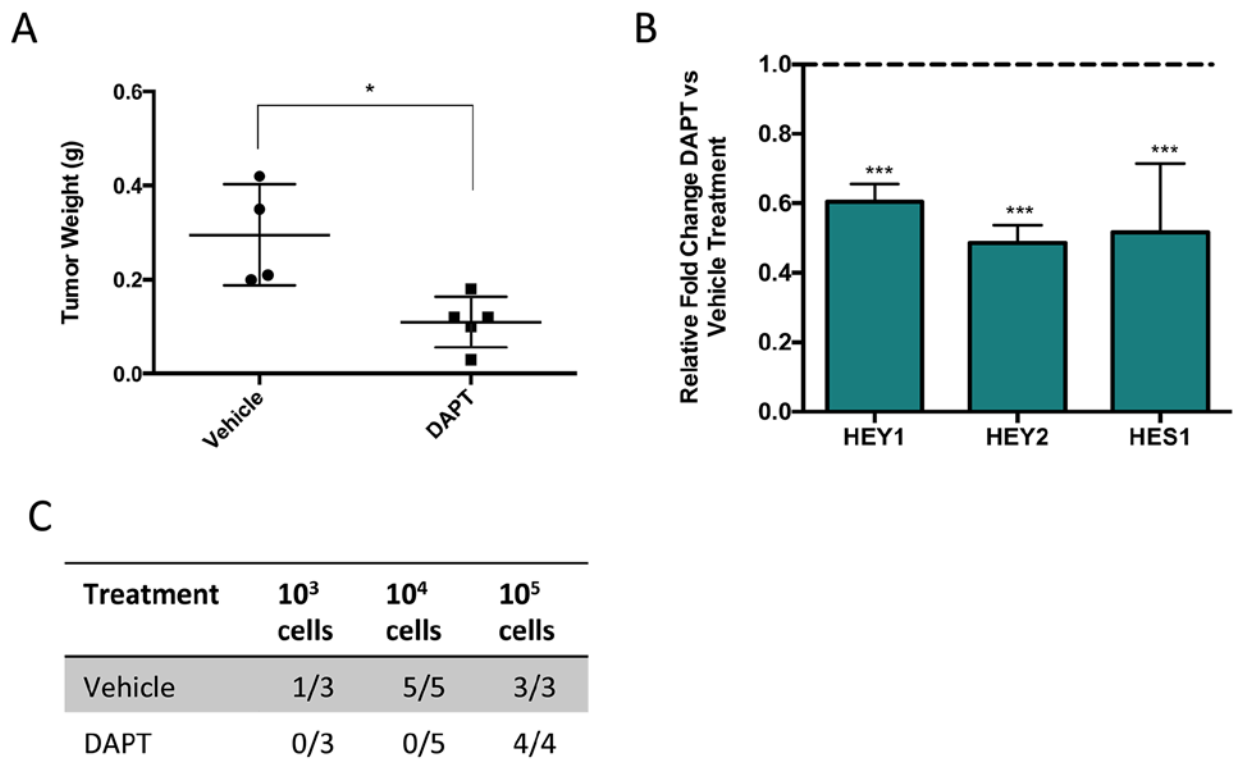 A
0.6
0.4
0.2
0.0
Tumor Weight (g)
*
Vehicle
DAPT
B
1.0
0.8
0.6
0.4
0.2
0.0
Relative Fold Change DAPT vs
Vehicle Treatment
***
***
***
HEY1 HEY2 HES1
C
Treatment 10³ 10⁴ 10⁵
cells cells cells
Vehicle 1/3 5/5 3/3
DAPT 0/3 0/5 4/4